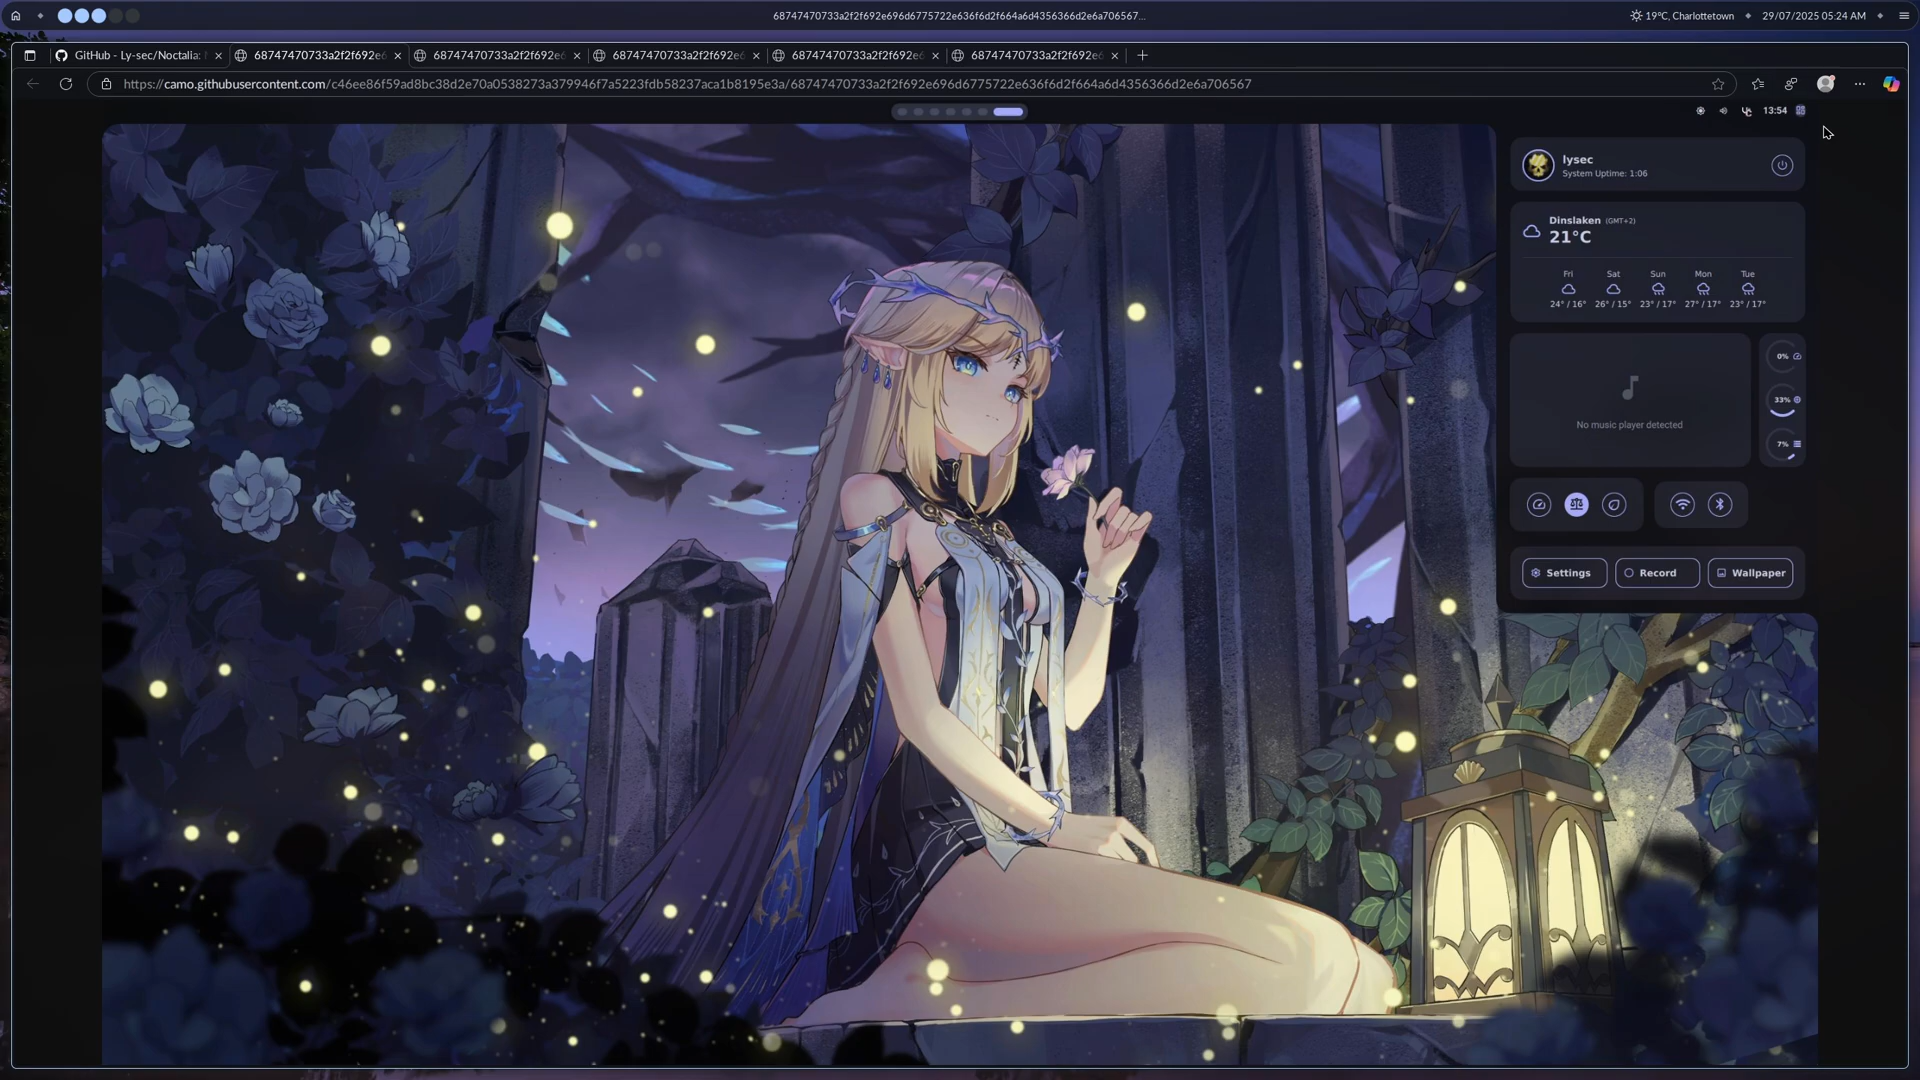 68747470733a2f2f692e696d6775722e636f6d2f664a6d4356366d2e6a706567...
19°C, Charlottetown
29/07/2025 05:24 AM
GitHub - Ly-sec/Noctalia:
68747470733a2f2f692e6
68747470733a2f2f692e6
68747470733a2f2f692e6
68747470733a2f2f692e6
68747470733a2f2f692e6
https://camo.githubusercontent.com/c46ee86f59ad8bc38d2e70a0538273a379946f7a5223fdb58237aca1b8195e3a/68747470733a2f2f692e696d6775722e636f6d2f664a6d4356366d2e6a706567
13:54
lysec
System Uptime: 1:06
Dinslaken (GMT+2)
21°C
Fri Sat Sun Mon Tue
24° / 16° 26° / 15° 23° / 17° 27° / 17° 23° / 17°
0%
33%
No music player detected
7%
Settings Record Wallpaper